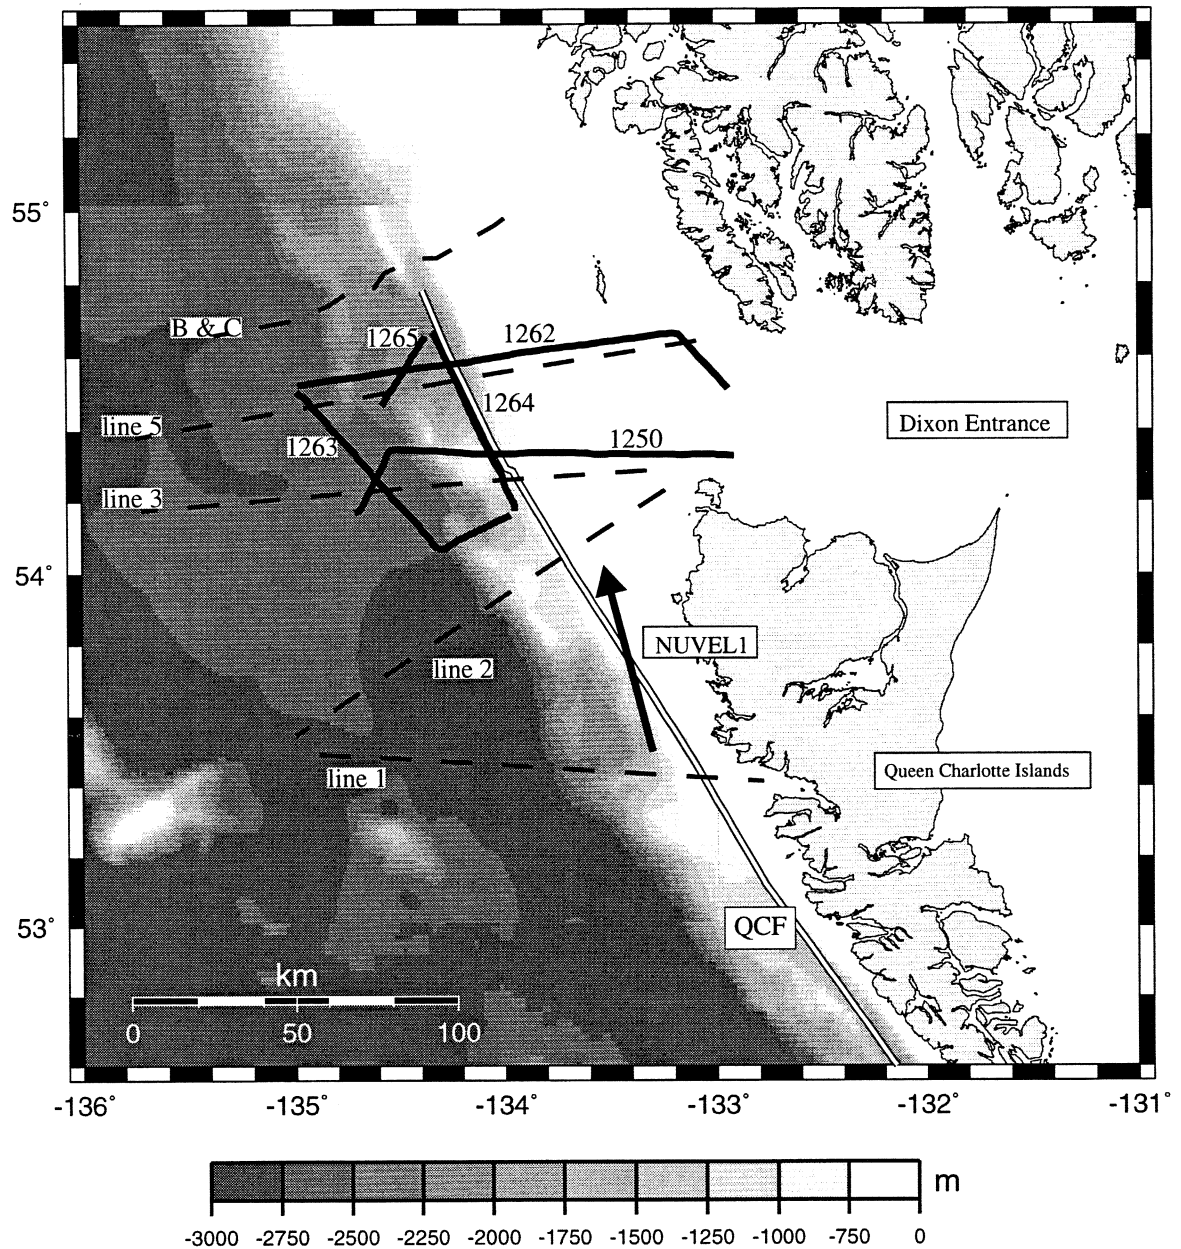 55°
B & C
1265
1262
1264
line 5
1263
1250
Dixon Entrance
line 3
54°
NUVEL1
line 2
line 1
Queen Charlotte Islands
53°
QCF
km
0 50 100
-136° -135° -134° -133° -132° -131°
m
-3000 -2750 -2500 -2250 -2000 -1750 -1500 -1250 -1000 -750 0